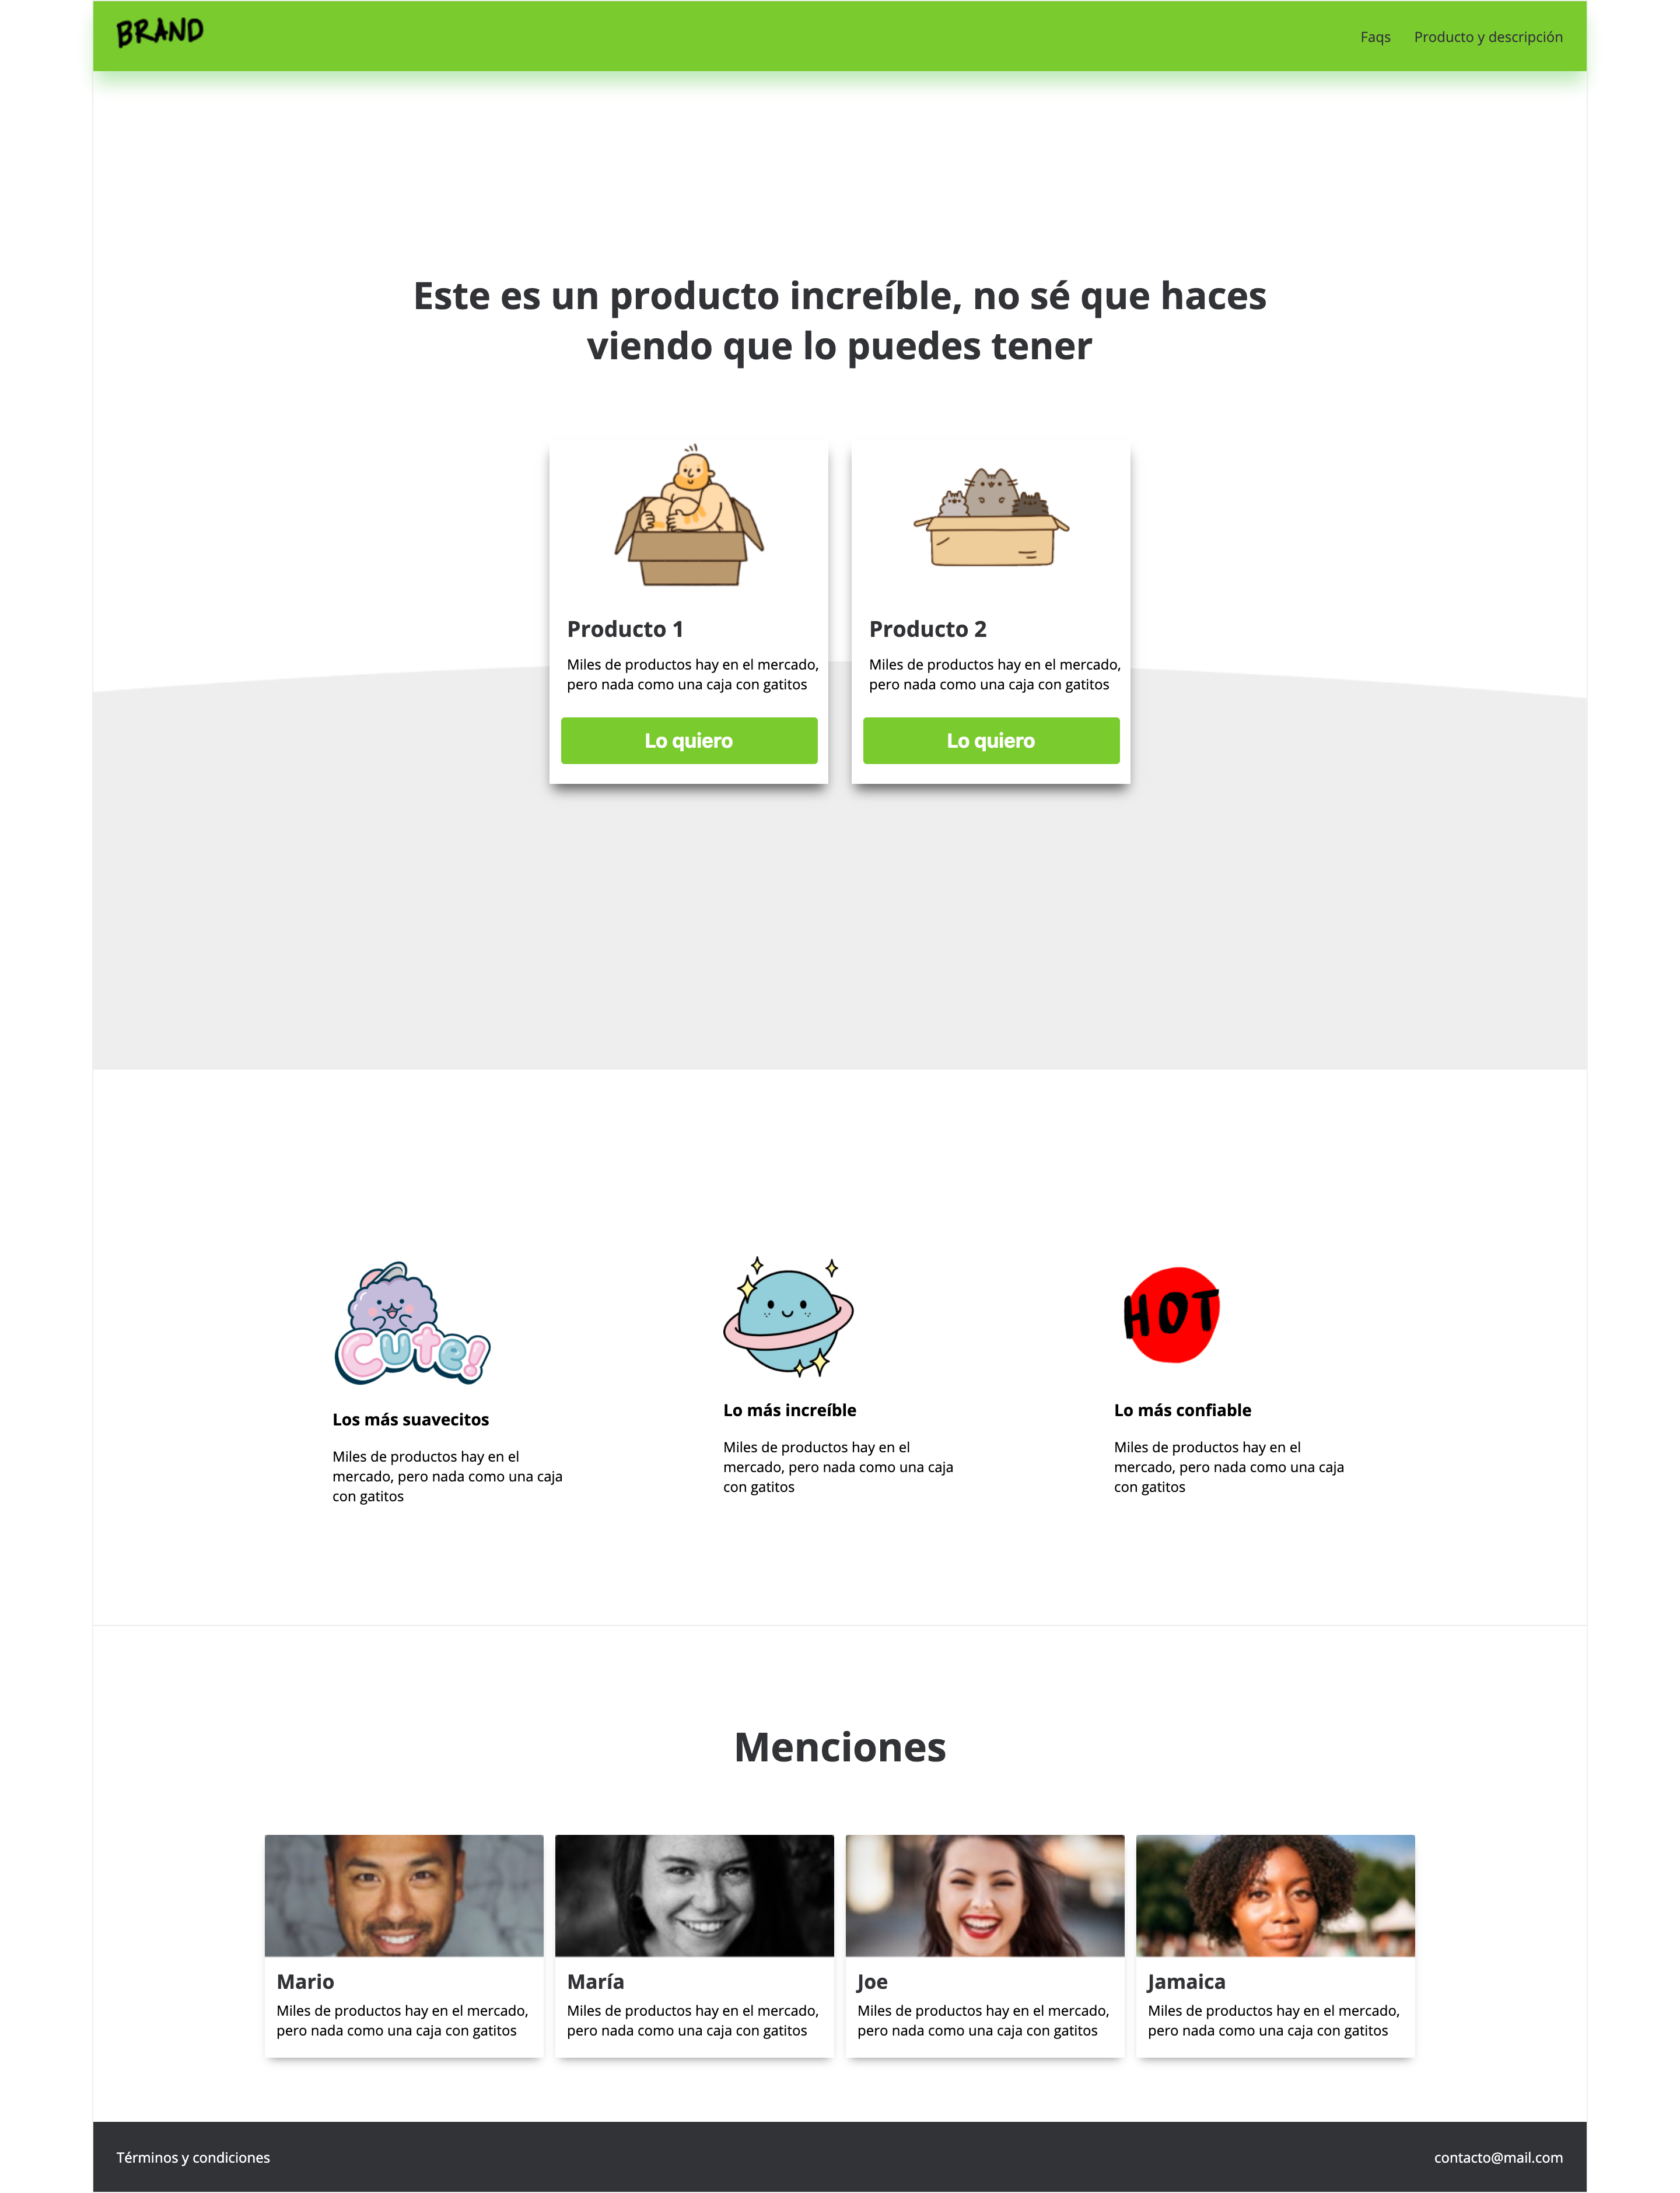 BRAND
Faqs
Producto y descripción
Este es un producto increíble, no sé que haces
viendo que lo puedes tener
Producto 1
Miles de productos hay en el mercado,
pero nada como una caja con gatitos
Lo quiero
Producto 2
Miles de productos hay en el mercado,
pero nada como una caja con gatitos
Lo quiero
Cute!
Los más suavecitos
Miles de productos hay en el
mercado, pero nada como una caja
con gatitos
Lo más increíble
Miles de productos hay en el
mercado, pero nada como una caja
con gatitos
HOT
Lo más confiable
Miles de productos hay en el
mercado, pero nada como una caja
con gatitos
Menciones
Mario
Miles de productos hay en el mercado,
pero nada como una caja con gatitos
María
Miles de productos hay en el mercado,
pero nada como una caja con gatitos
Joe
Miles de productos hay en el mercado,
pero nada como una caja con gatitos
Jamaica
Miles de productos hay en el mercado,
pero nada como una caja con gatitos
Términos y condiciones
contacto@mail.com